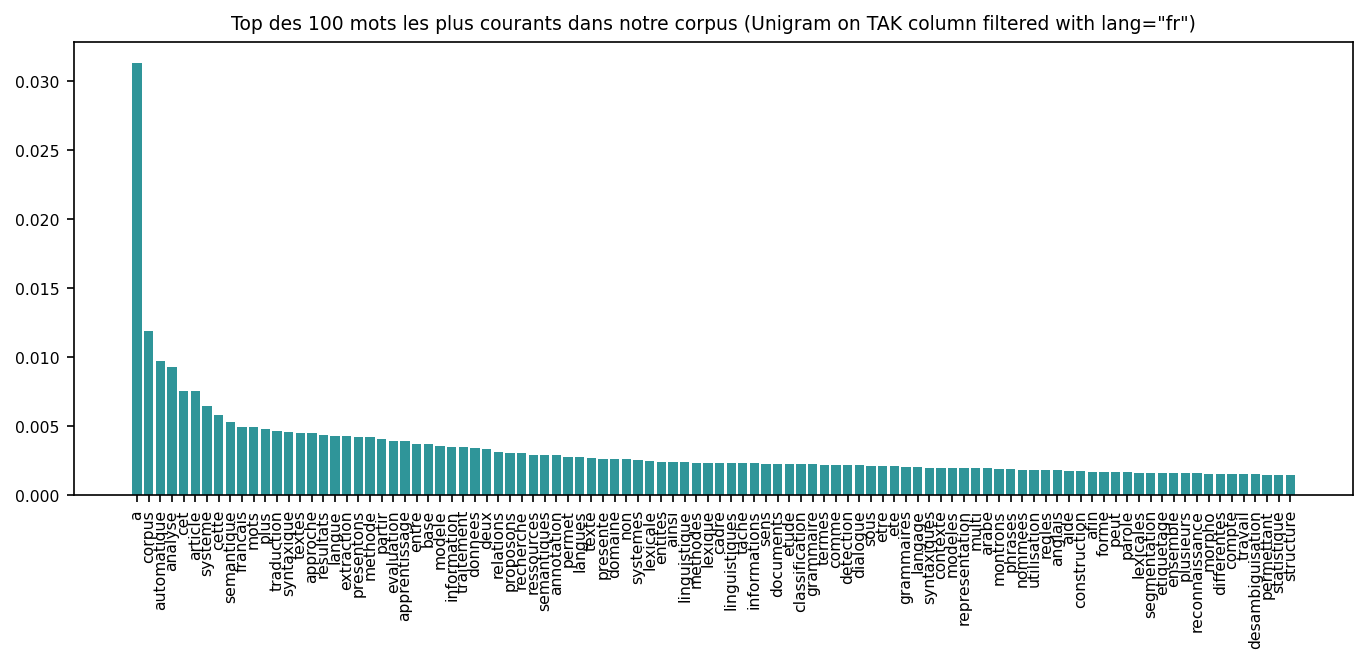 Top des 100 mots les plus courants dans notre corpus (Unigram on TAK column filtered with lang="fr")
0.030
0.025
0.020
0.015
0.010
0.005
0.000
a
corpus
automatique
analyse
cet
article
systeme
cette
semantique
francais
mots
plus
traduction
syntaxique
textes
approche
resultats
langue
extraction
presentons
methode
partir
evaluation
apprentissage
entre
base
modele
information
traitement
donnees
deux
relations
proposons
recherche
ressources
semantiques
annotation
permet
langues
texte
presente
domaine
non
systemes
lexicale
entites
ainsi
linguistique
methodes
lexique
cadre
linguistiques
taln
informations
sens
documents
etude
classification
grammaire
termes
comme
detection
dialogue
sous
etre
ete
grammaires
langage
syntaxiques
contexte
modeles
representation
multi
arabe
montrons
phrases
nommees
utilisation
regles
anglais
aide
construction
afin
forme
peut
parole
lexicales
segmentation
etiquetage
ensemble
plusieurs
reconnaissance
morpho
differentes
compte
travail
desambiguisation
permettant
statistique
structure